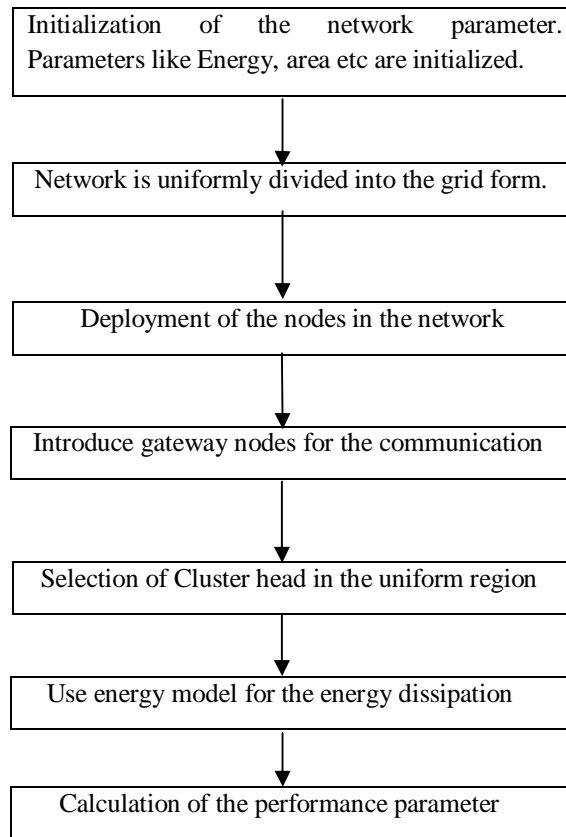 Initialization of the network parameter.
Parameters like Energy, area etc are initialized.
Network is uniformly divided into the grid form.
Deployment of the nodes in the network
Introduce gateway nodes for the communication
Selection of Cluster head in the uniform region
Use energy model for the energy dissipation
Calculation of the performance parameter